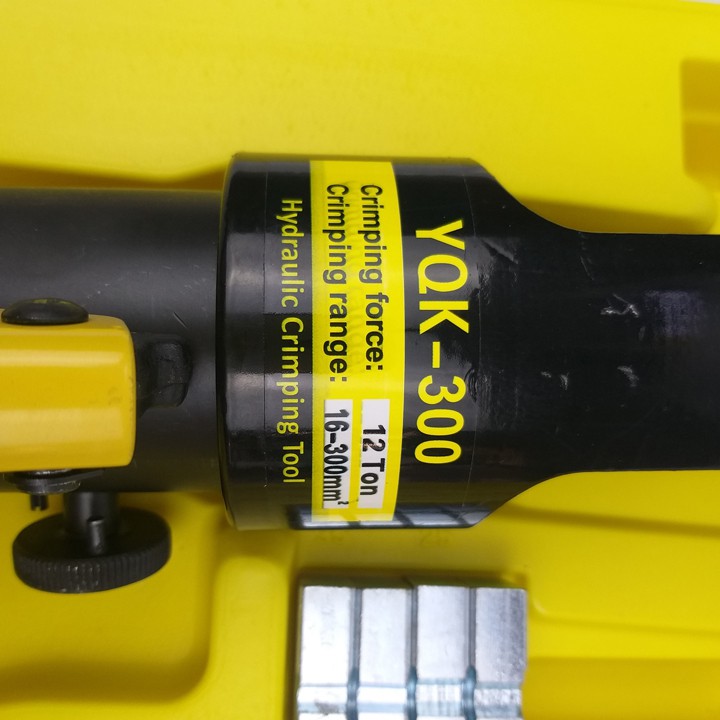 YQK-300
Crimping force: 12 Ton
Crimping range: 16-300mm²
Hydraulic Crimping Tool